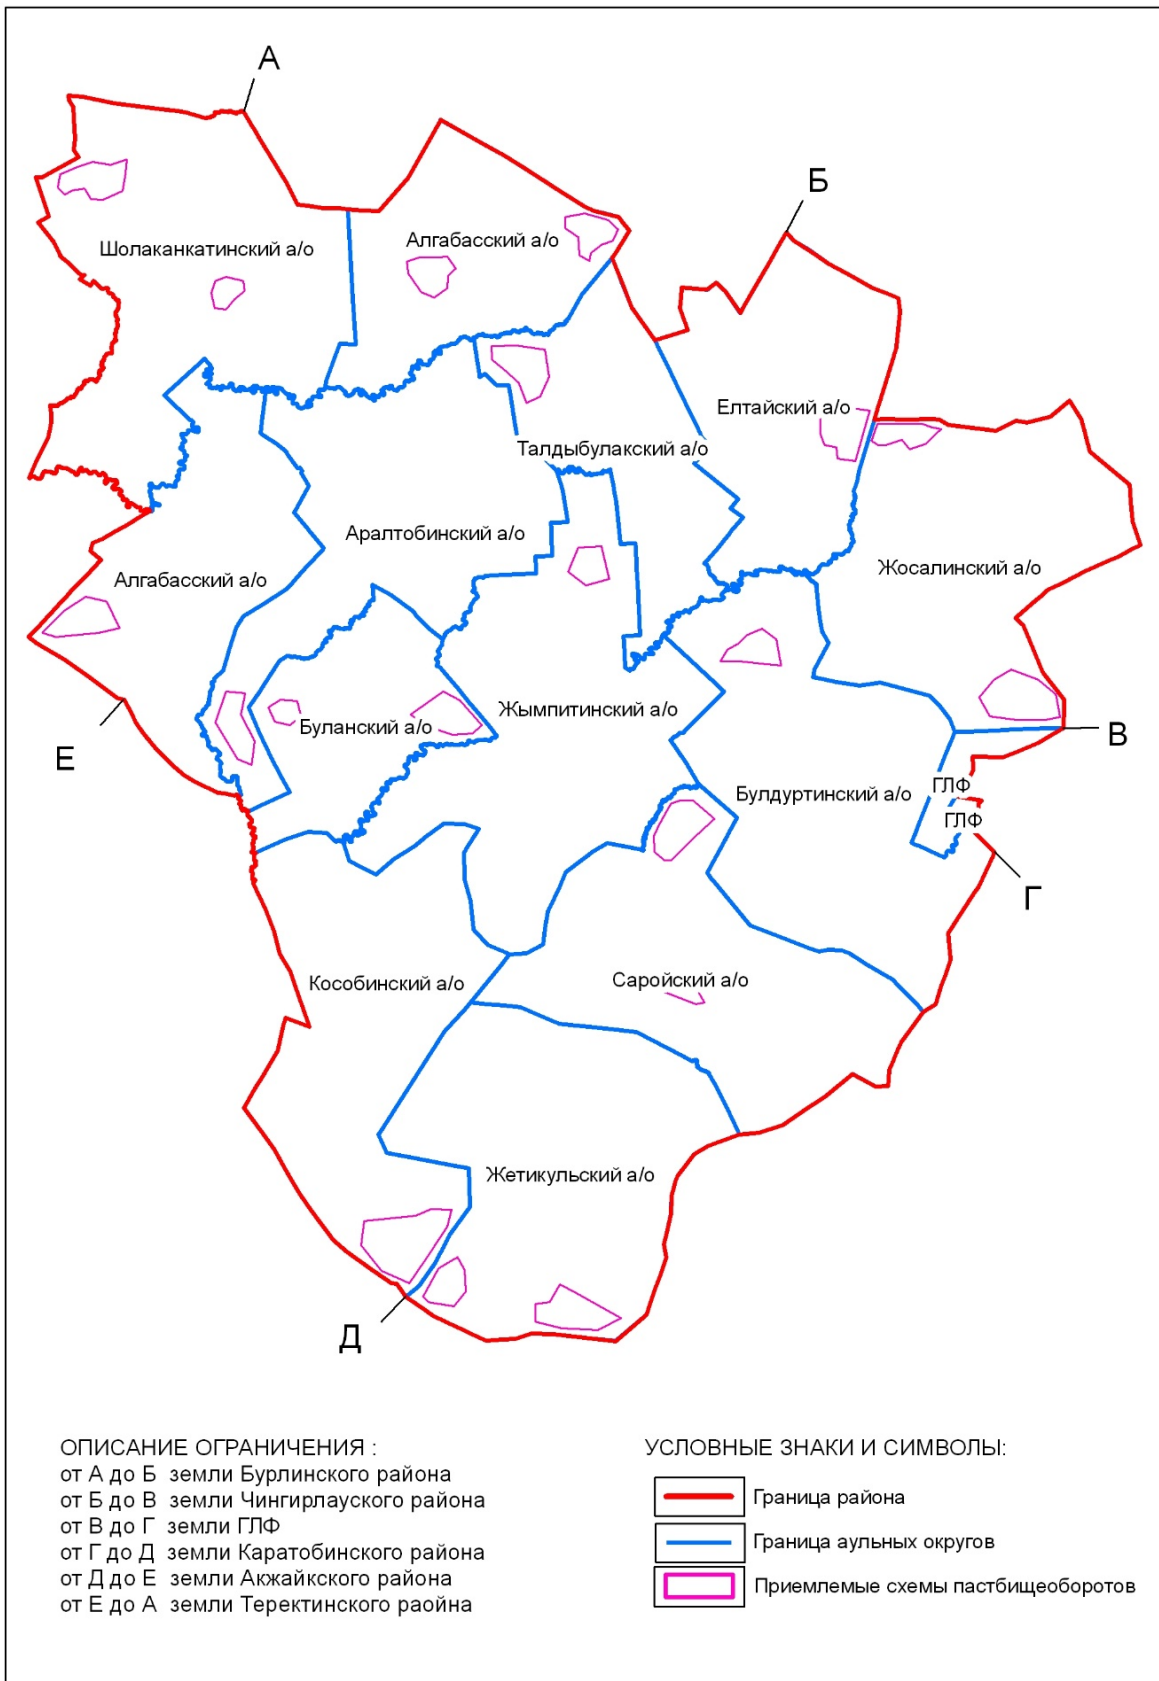 А
Б
Шолаканкатинский а/о
Алгабасский а/о
Елтайский а/о
Талдыбулакский а/о
Аралтобинский а/о
Жосалинский а/о
Алгабасский а/о
Жымпитинский а/о
Буланский а/о
В
Е
ГЛФ
Булдуртинский а/о
ГЛФ
Г
Кособинский а/о
Саройский а/о
Жетикульский а/о
Д
ОПИСАНИЕ ОГРАНИЧЕНИЯ :
от А до Б земли Бурлинского района
от Б до В земли Чингирлауского района
от В до Г земли ГЛФ
от Г до Д земли Каратобинского района
от Д до Е земли Акжайкского района
от Е до А земли Теректинского раойна
УСЛОВНЫЕ ЗНАКИ И СИМВОЛЫ:
Граница района
Граница аульных округов
Приемлемые схемы пастбищеоборотов